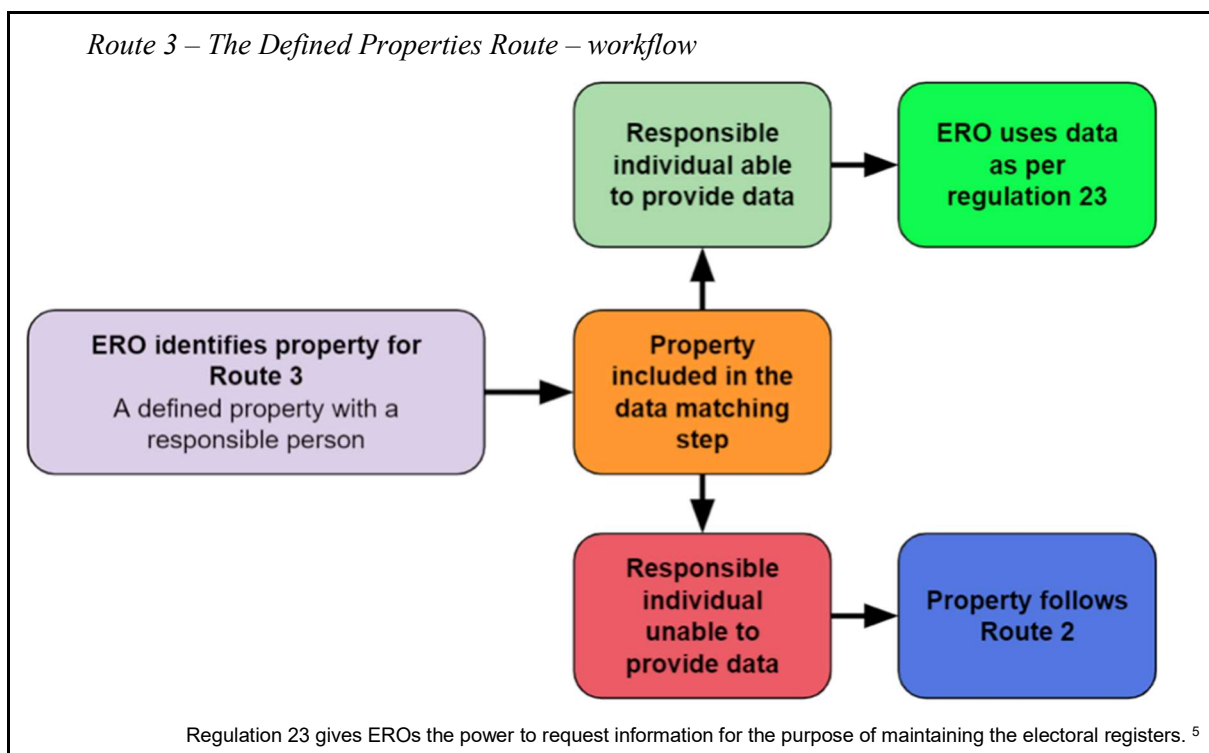 Route 3 – The Defined Properties Route – workflow
Responsible
individual able
to provide data
ERO uses data
as per
regulation 23
ERO identifies property for
Route 3
A defined property with a
responsible person
Property
included in the
data matching
step
Responsible
individual
unable to
provide data
Property follows
Route 2
Regulation 23 gives EROs the power to request information for the purpose of maintaining the electoral registers. 5